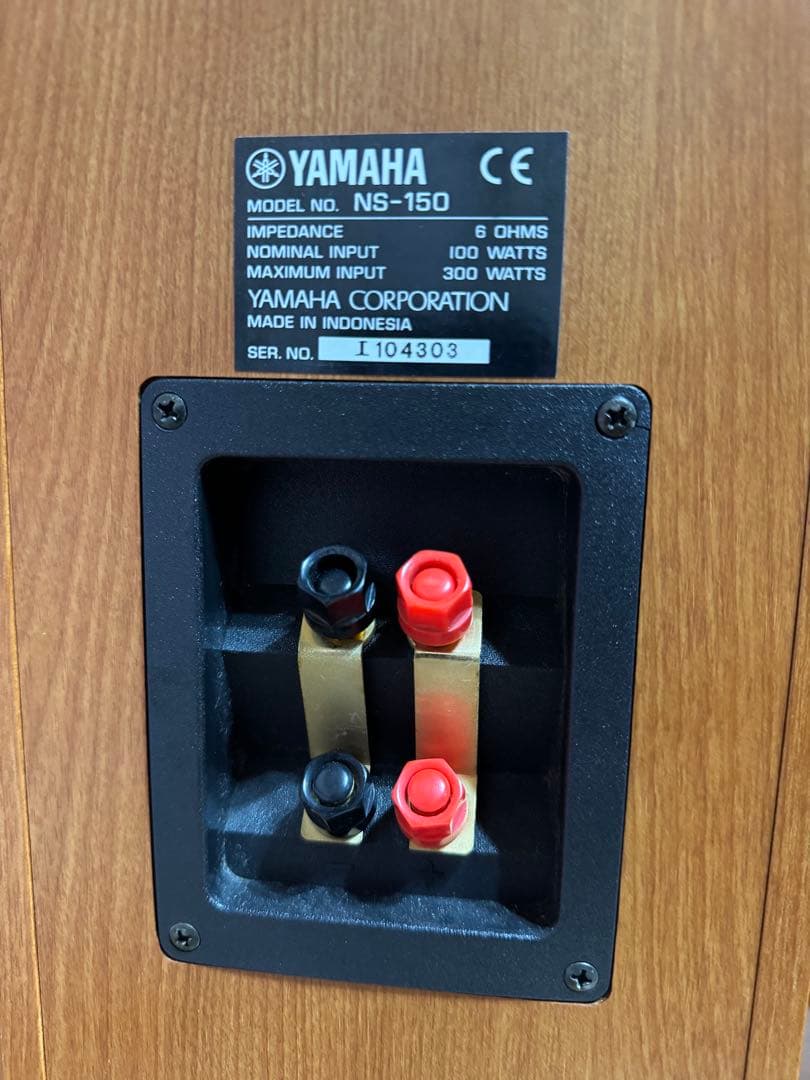 YAMAHA CE
MODEL NO. NS-150
IMPEDANCE 6 OHMS
NOMINAL INPUT 100 WATTS
MAXIMUM INPUT 300 WATTS
YAMAHA CORPORATION
MADE IN INDONESIA
SER. NO. I104303
- +